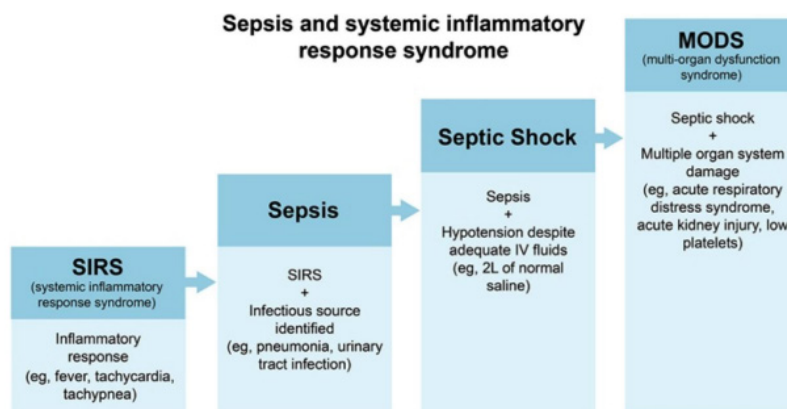 Sepsis and systemic inflammatory
response syndrome
SIRS
(systemic inflammatory
response syndrome)
Inflammatory
response
(eg, fever, tachycardia,
tachypnea)
Sepsis
SIRS
+
Infectious source
identified
(eg, pneumonia, urinary
tract infection)
Septic Shock
Sepsis
+
Hypotension despite
adequate IV fluids
(eg, 2L of normal
saline)
MODS
(multi-organ dysfunction
syndrome)
Septic shock
+
Multiple organ system
damage
(eg, acute respiratory
distress syndrome,
acute kidney injury, low
platelets)